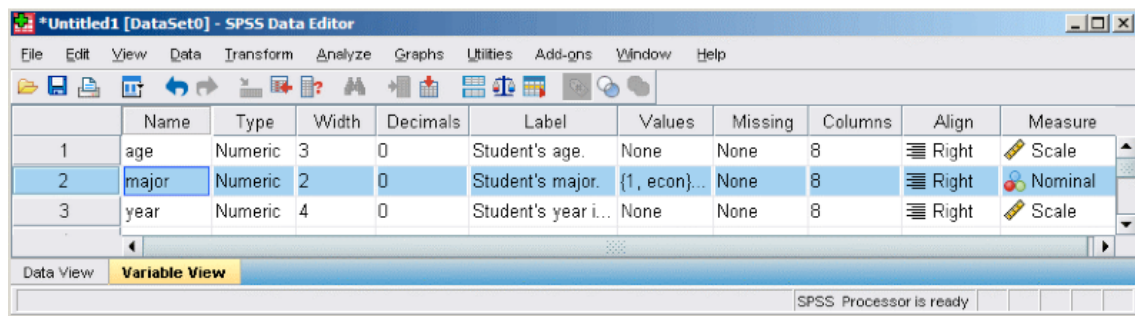 *Untitled1 [DataSet0] - SPSS Data Editor
File Edit View Data Transform Analyze Graphs Utilities Add-ons Window Help
Name Type Width Decimals Label Values Missing Columns Align Measure
1 age Numeric 3 0 Student's age. None None 8 Right Scale
2 major Numeric 2 0 Student's major. {1, econ}... None 8 Right Nominal
3 year Numeric 4 0 Student's year i... None None 8 Right Scale
Data View Variable View
SPSS Processor is ready